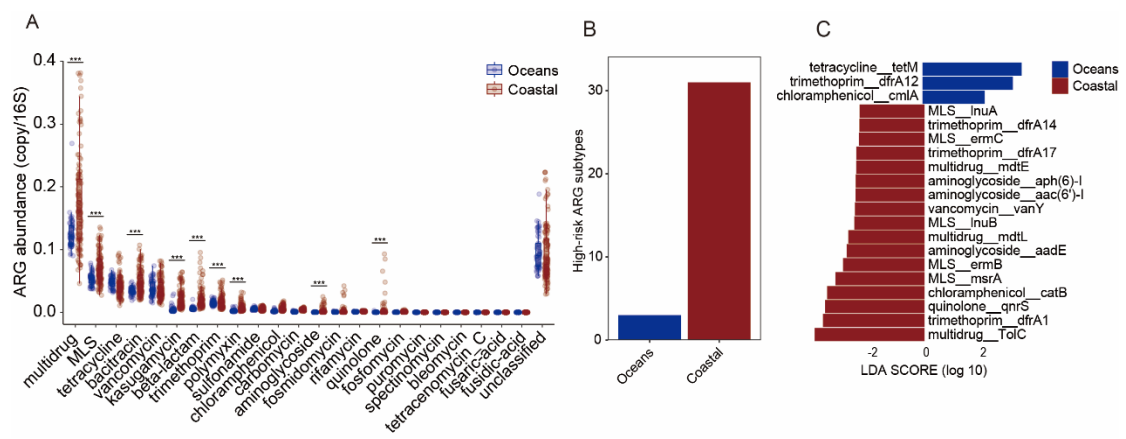 A
ARG abundance (copy/16S)
0.4
0.3
0.2
0.1
0.0
***
***
***
***
***
***
***
***
***
Oceans
Coastal
multidrug
MLS
tetracycline
bacitracin
vancomycin
kasugamycin
beta-lactam
trimethoprim
polymyxin
sulfonamide
chloramphenicol
carbomycin
aminoglycoside
fosmidomycin
rifamycin
quinolone
fosfomycin
puromycin
spectinomycin
bleomycin
tetracenomycin_C
fusaric-acid
fusidic-acid
unclassified
B
High-risk ARG subtypes
30
20
10
0
Oceans
Coastal
C
Oceans
Coastal
tetracycline__tetM
trimethoprim__dfrA12
chloramphenicol__cmlA
MLS__lnuA
trimethoprim__dfrA14
MLS__ermC
trimethoprim__dfrA17
multidrug__mdtE
aminoglycoside__aph(6)-I
aminoglycoside__aac(6')-I
vancomycin__vanY
MLS__lnuB
multidrug__mdtL
aminoglycoside__aadE
MLS__ermB
MLS__msrA
chloramphenicol__catB
quinolone__qnrS
trimethoprim__dfrA1
multidrug__TolC
-2 0 2
LDA SCORE (log 10)